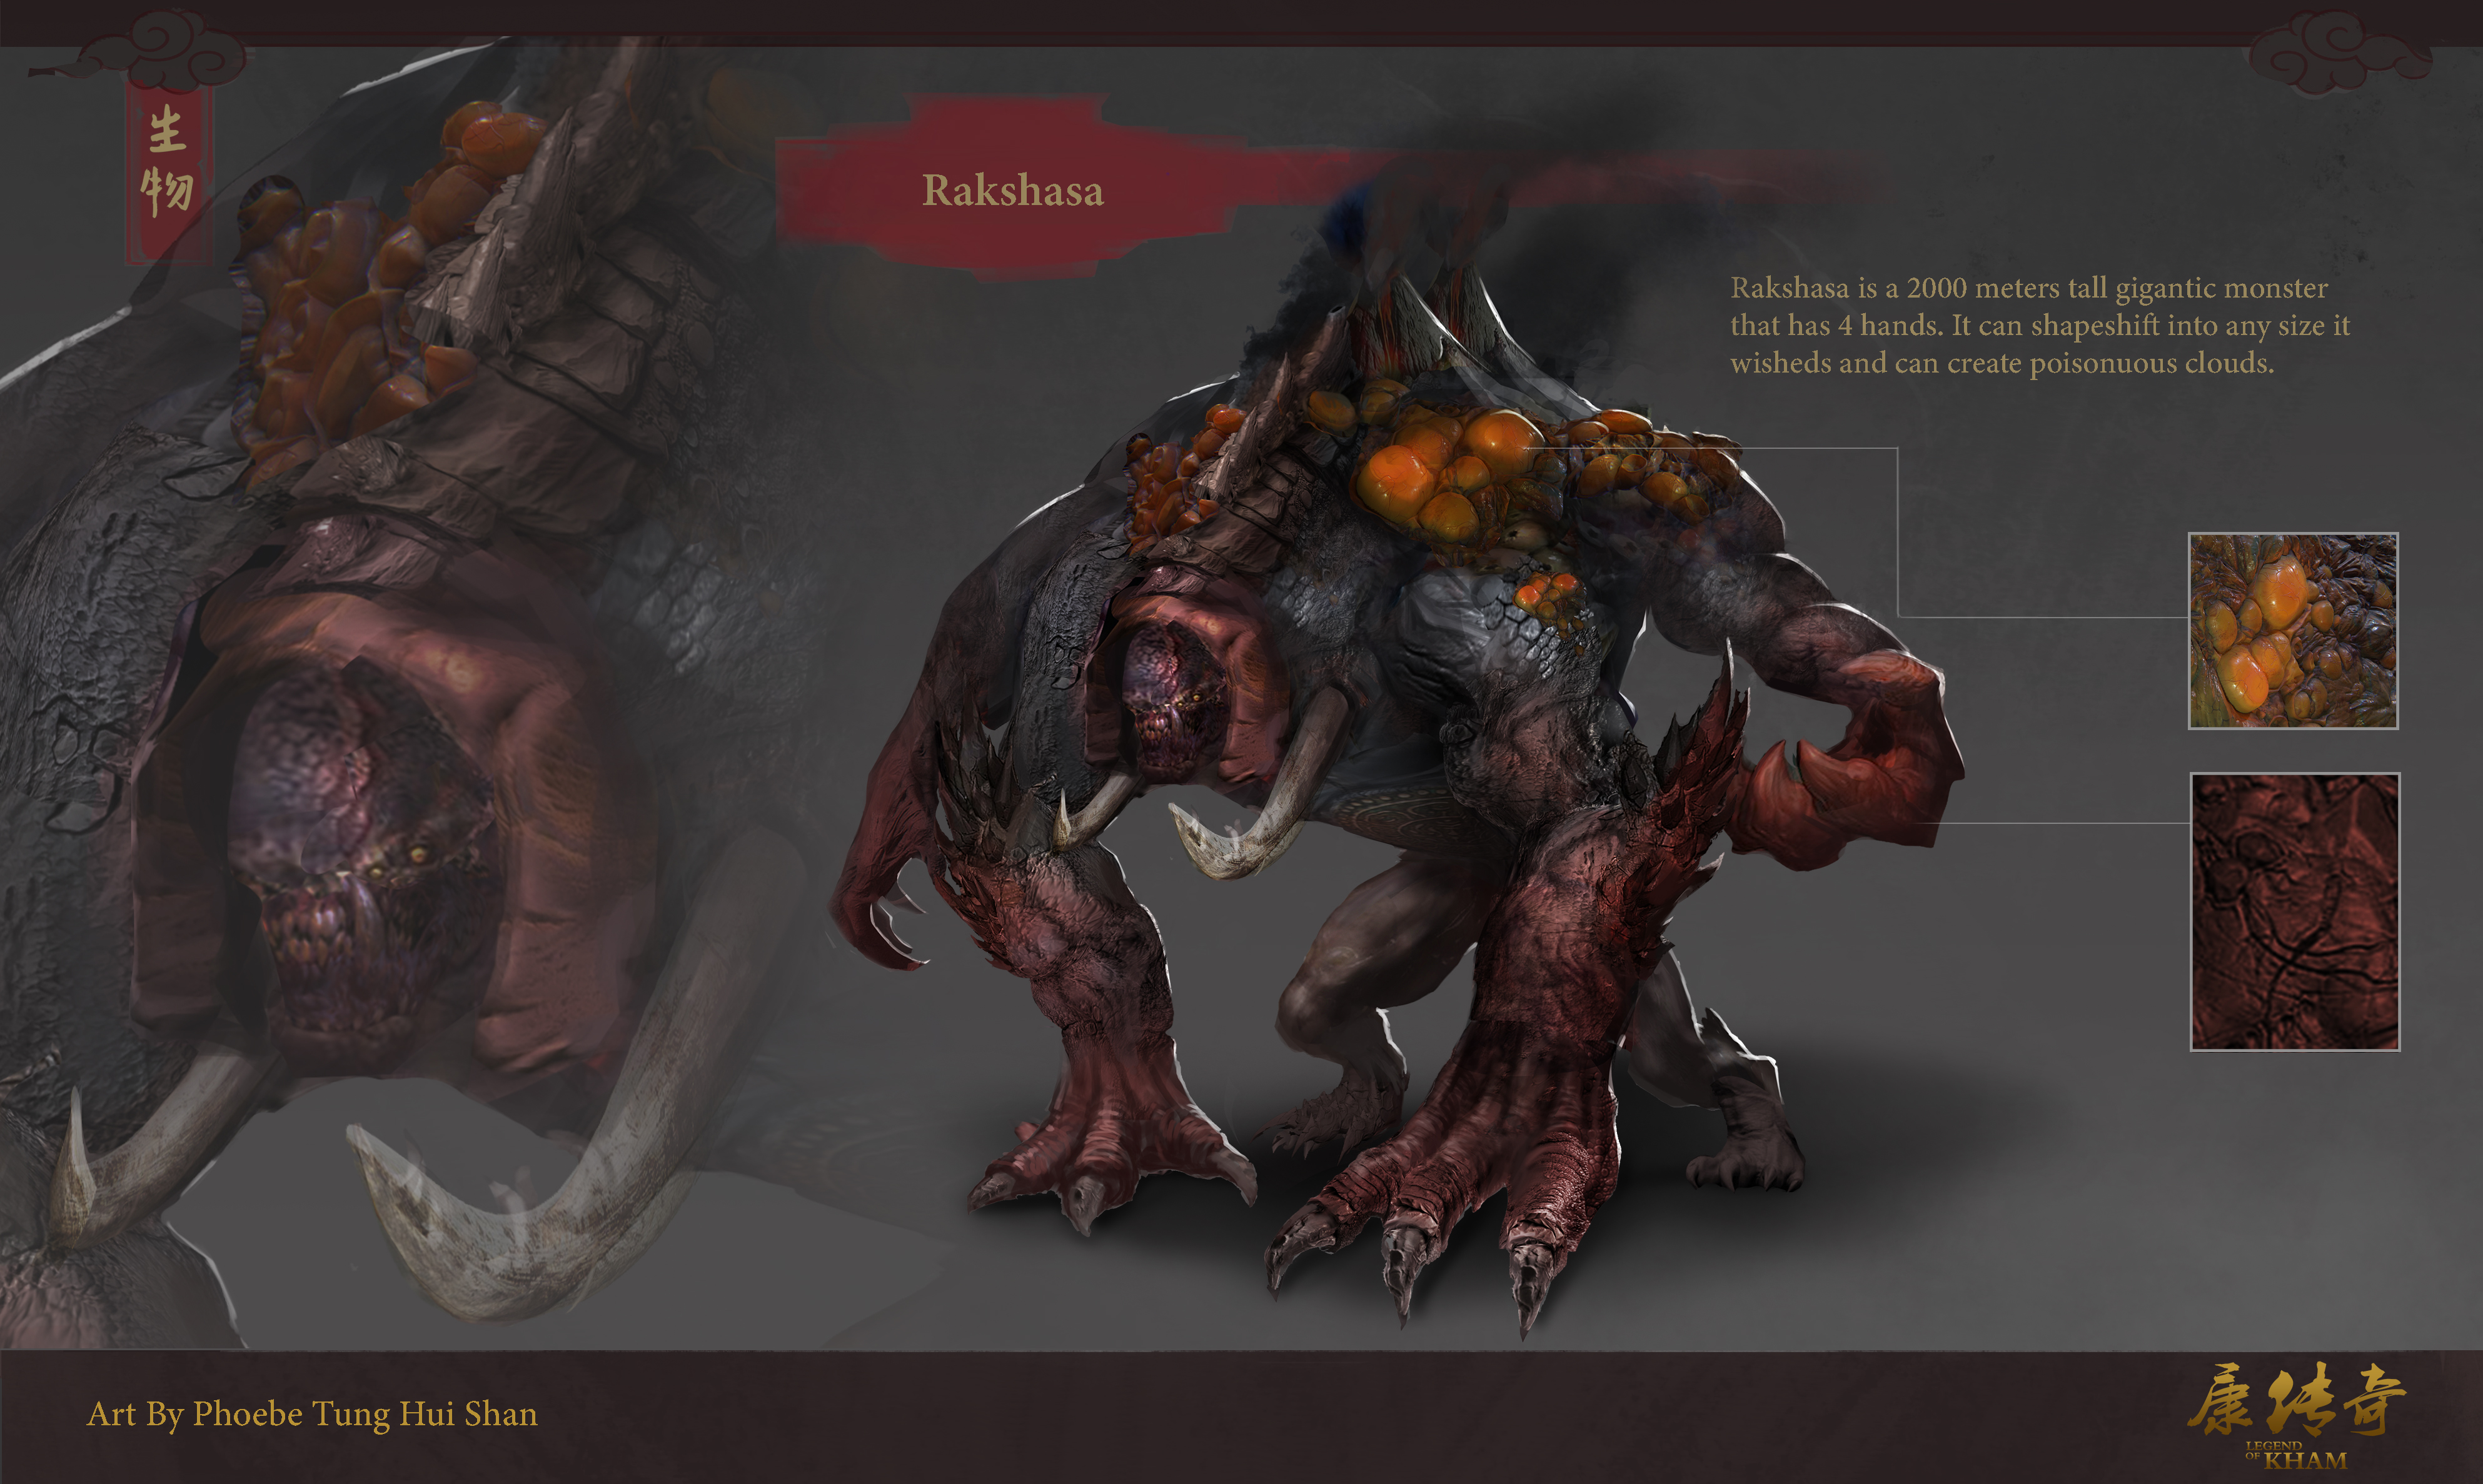 生
物
Rakshasa
Rakshasa is a 2000 meters tall gigantic monster
that has 4 hands. It can shapeshift into any size it
wisheds and can create poisonuous clouds.
Art By Phoebe Tung Hui Shan
康传奇
LEGEND
OF KHAM